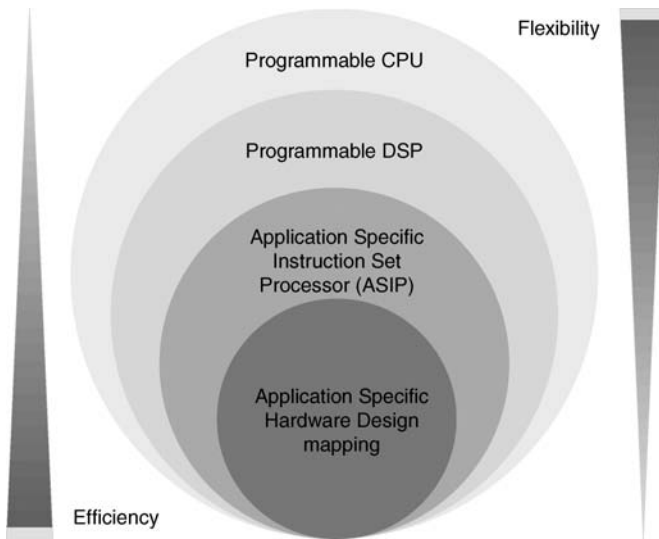 Flexibility
Programmable CPU
Programmable DSP
Application Specific
Instruction Set
Processor (ASIP)
Application Specific
Hardware Design
mapping
Efficiency